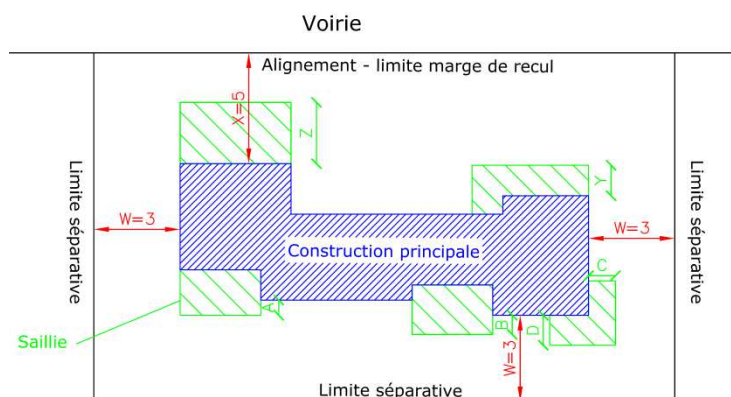 Voirie
Alignement - limite marge de recul
X=5
Z
Y
Limite séparative
Limite séparative
W=3
W=3
Construction principale
C
A
B
D
Saillie
W=3
Limite séparative